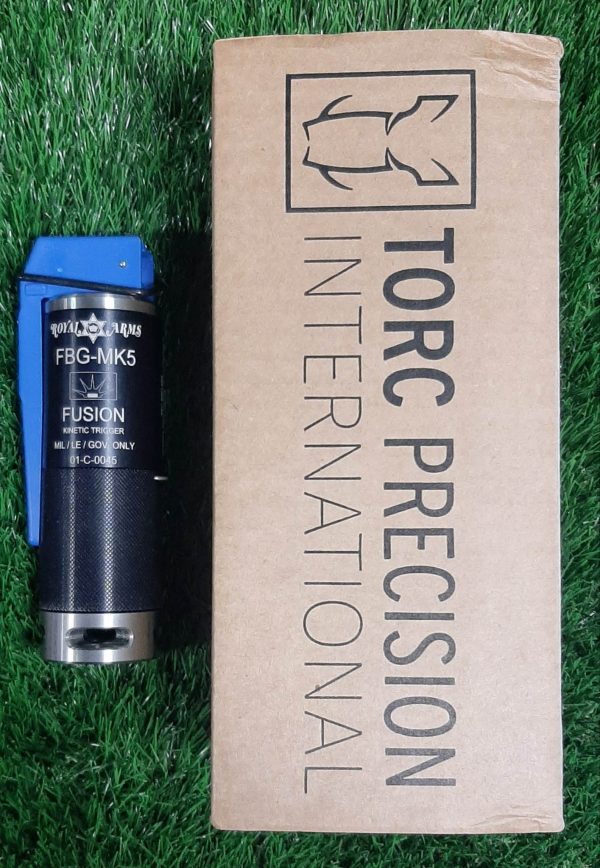 ROYAL ARMS
FBG-MK5
FUSION
KINETIC TRIGGER
MIL / LE / GOV- ONLY
01-C-0045
TORC PRECISION
INTERNATIONAL